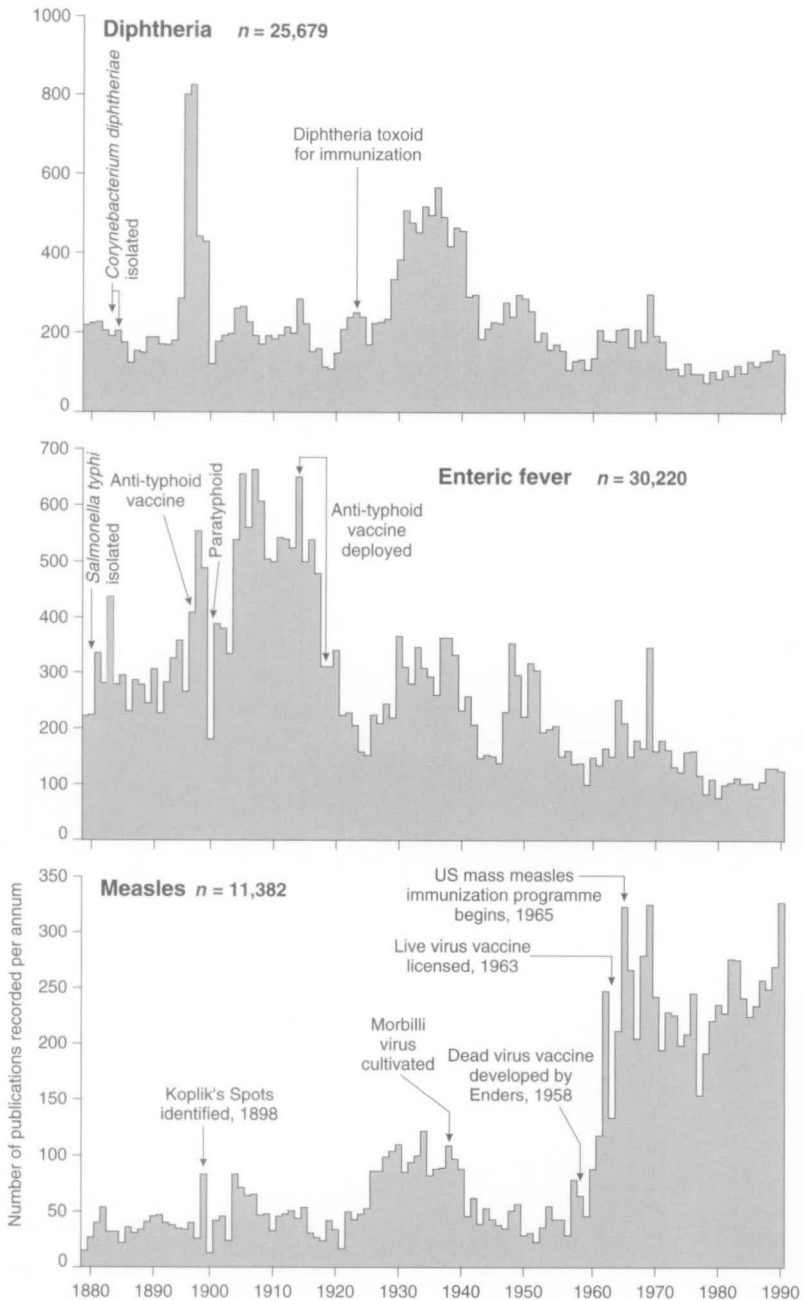 Diphtheria n = 25,679
1000
800
600
400
200
0
Corynebacterium diphtheriae
isolated
Diphtheria toxoid
for immunization
Enteric fever n = 30,220
700
600
500
400
300
200
100
0
Salmonella typhi
isolated
Anti-typhoid
vaccine
Paratyphoid
Anti-typhoid
vaccine
deployed
Measles n = 11,382
Number of publications recorded per annum
350
300
250
200
150
100
50
0
Koplik's Spots
identified, 1898
Morbilli
virus
cultivated
Dead virus vaccine
developed by
Enders, 1958
Live virus vaccine
licensed, 1963
US mass measles
immunization programme
begins, 1965
1880 1890 1900 1910 1920 1930 1940 1950 1960 1970 1980 1990